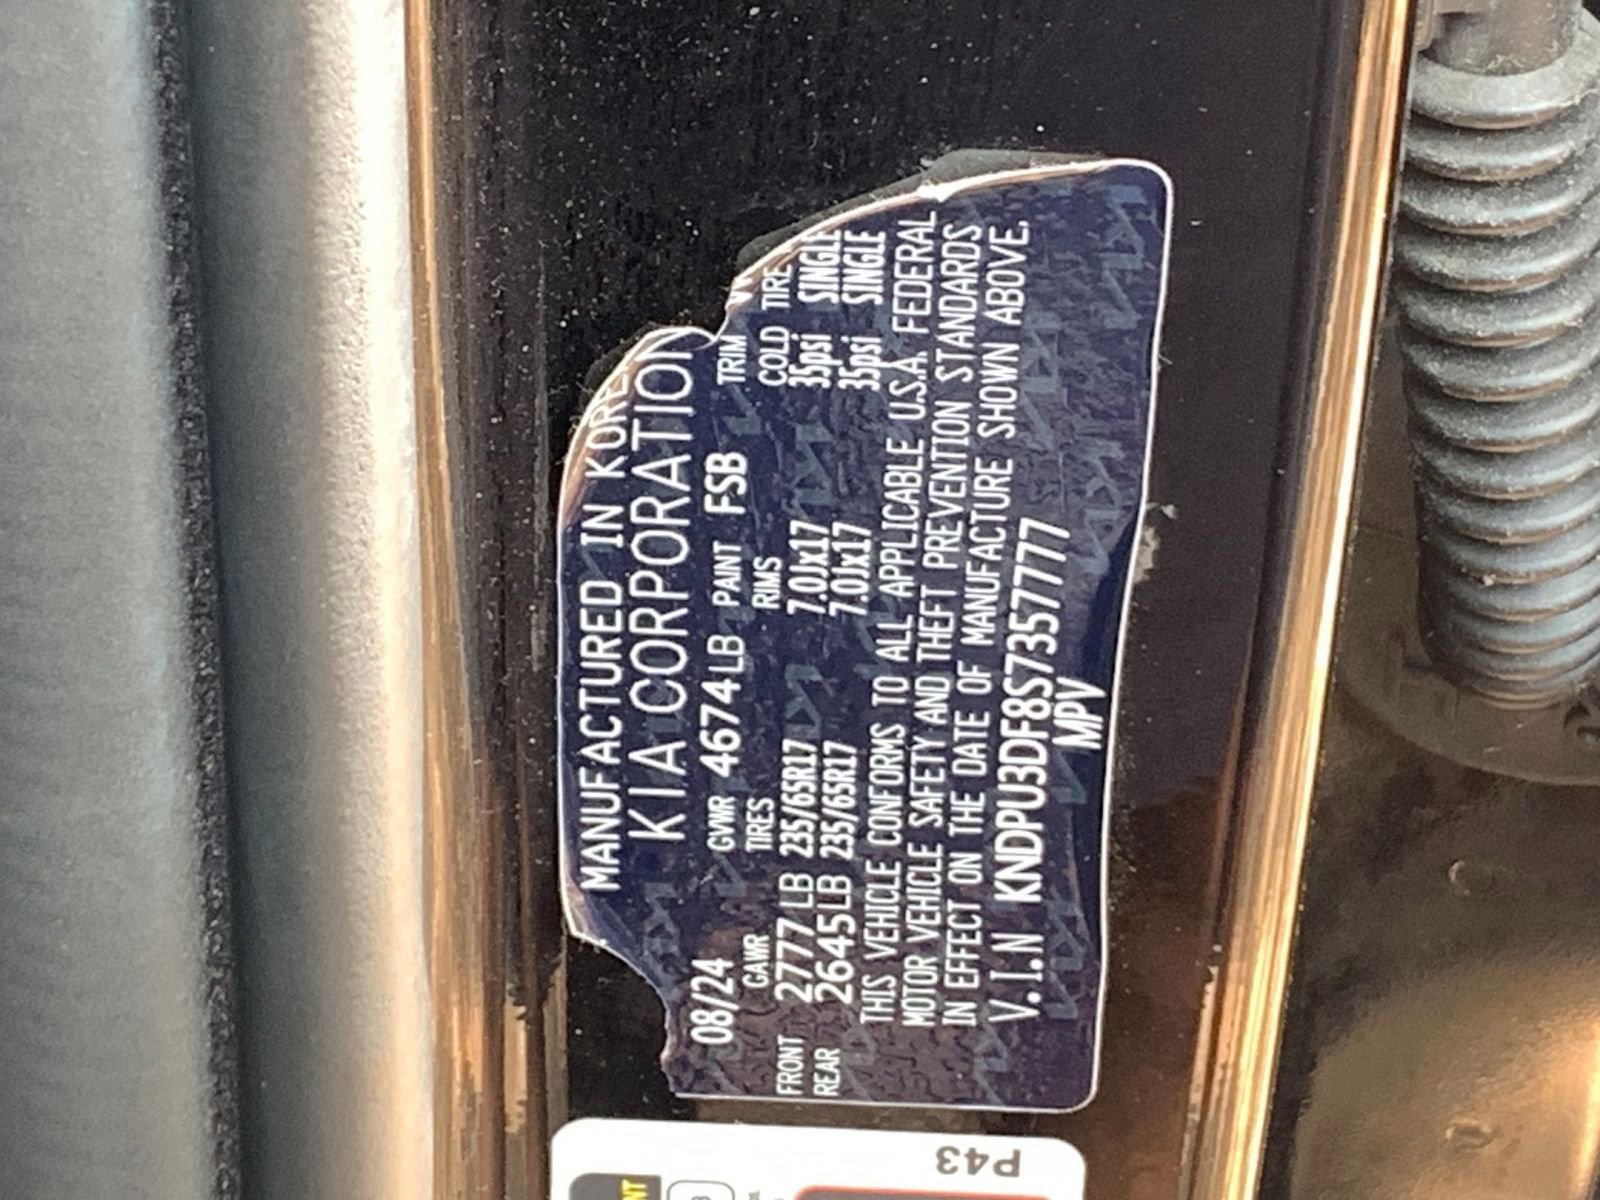 MANUFACTURED IN KORE
KIA CORPORATION
08/24 GVWR 4674LB PAINT FSB TRIM
GAWR TIRES RIMS COLD TIRE
FRONT 2777LB 235/65R17 7.0Jx17 35psi SINGLE
REAR 2645LB 235/65R17 7.0Jx17 35psi SINGLE
THIS VEHICLE CONFORMS TO ALL APPLICABLE U.S.A. FEDERAL
MOTOR VEHICLE SAFETY AND THEFT PREVENTION STANDARDS
IN EFFECT ON THE DATE OF MANUFACTURE SHOWN ABOVE.
V.I.N KNDPU3DF8S7357777
MPV
P43
NT